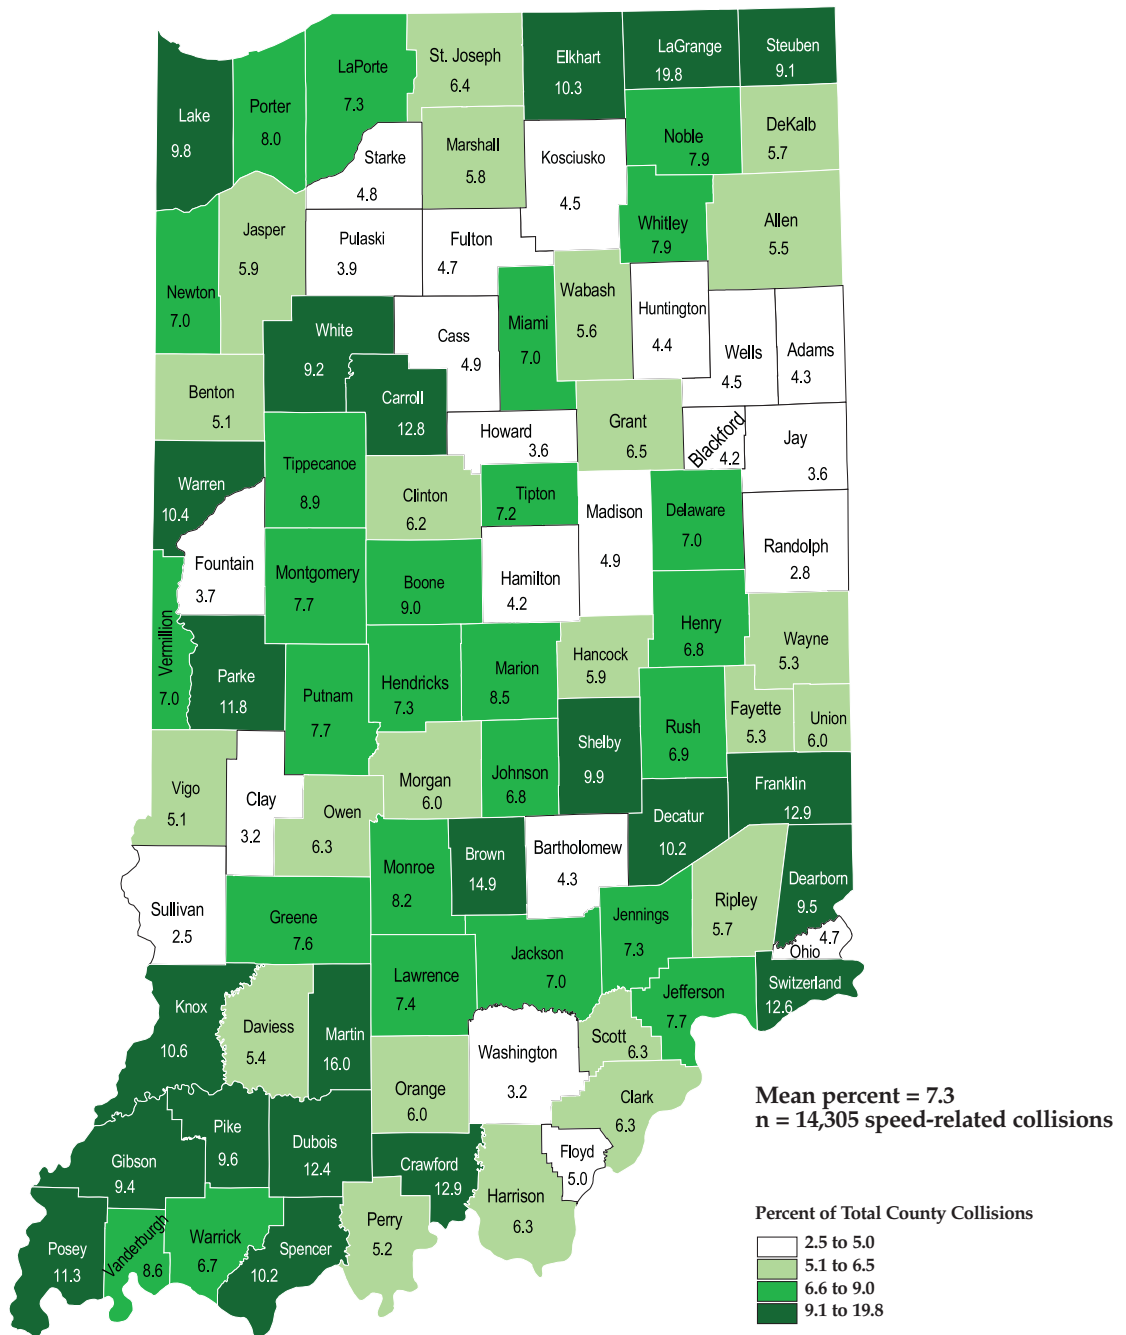 St. Joseph
6.4
Elkhart
10.3
LaGrange
19.8
Steuben
9.1
LaPorte
7.3
Porter
8.0
Lake
9.8
Starke
4.8
Marshall
5.8
Kosciusko
4.5
Noble
7.9
DeKalb
5.7
Whitley
7.9
Allen
5.5
Jasper
5.9
Pulaski
3.9
Fulton
4.7
Newton
7.0
White
9.2
Cass
4.9
Miami
7.0
Wabash
5.6
Huntington
4.4
Wells
4.5
Adams
4.3
Benton
5.1
Carroll
12.8
Howard
3.6
Grant
6.5
Blackford
4.2
Jay
3.6
Warren
10.4
Tippecanoe
8.9
Clinton
6.2
Tipton
7.2
Madison
4.9
Delaware
7.0
Randolph
2.8
Fountain
3.7
Montgomery
7.7
Boone
9.0
Hamilton
4.2
Henry
6.8
Wayne
5.3
Vermillion
7.0
Parke
11.8
Putnam
7.7
Hendricks
7.3
Marion
8.5
Hancock
5.9
Rush
6.9
Fayette
5.3
Union
6.0
Vigo
5.1
Clay
3.2
Owen
6.3
Morgan
6.0
Johnson
6.8
Shelby
9.9
Decatur
10.2
Franklin
12.9
Sullivan
2.5
Greene
7.6
Monroe
8.2
Brown
14.9
Bartholomew
4.3
Jennings
7.3
Ripley
5.7
Dearborn
9.5
Ohio
4.7
Knox
10.6
Daviess
5.4
Martin
16.0
Lawrence
7.4
Jackson
7.0
Scott
6.3
Jefferson
7.7
Switzerland
12.6
Washington
3.2
Orange
6.0
Clark
6.3
Floyd
5.0
Gibson
9.4
Pike
9.6
Dubois
12.4
Crawford
12.9
Harrison
6.3
Posey
11.3
Vanderburgh
8.6
Warrick
6.7
Spencer
10.2
Perry
5.2
Mean percent = 7.3
n = 14,305 speed-related collisions
Percent of Total County Collisions
2.5 to 5.0
5.1 to 6.5
6.6 to 9.0
9.1 to 19.8